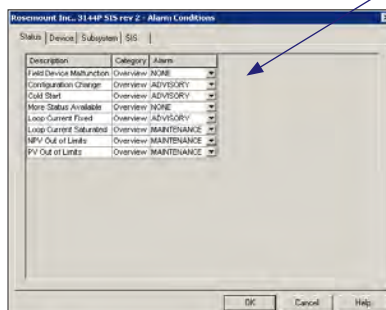 Rosemount Inc., 3144P SIS rev 2 - Alarm Conditions
Status Device Subsystem SIS
Description Category Alarm
Field Device Malfunction Overview NONE
Configuration Change Overview ADVISORY
Cold Start Overview ADVISORY
More Status Available Overview NONE
Loop Current Fixed Overview ADVISORY
Loop Current Saturated Overview MAINTENANCE
NPV Out of Limits Overview MAINTENANCE
PV Out of Limits Overview MAINTENANCE
OK Cancel Help